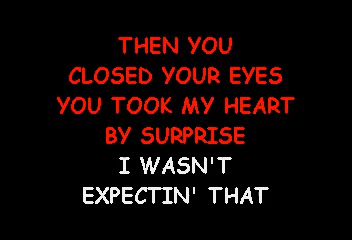 THEN YOU
CLOSED YOUR EYES
YOU TOOK MY HEART
BY SURPRISE
I WASN'T
EXPECTIN' THAT